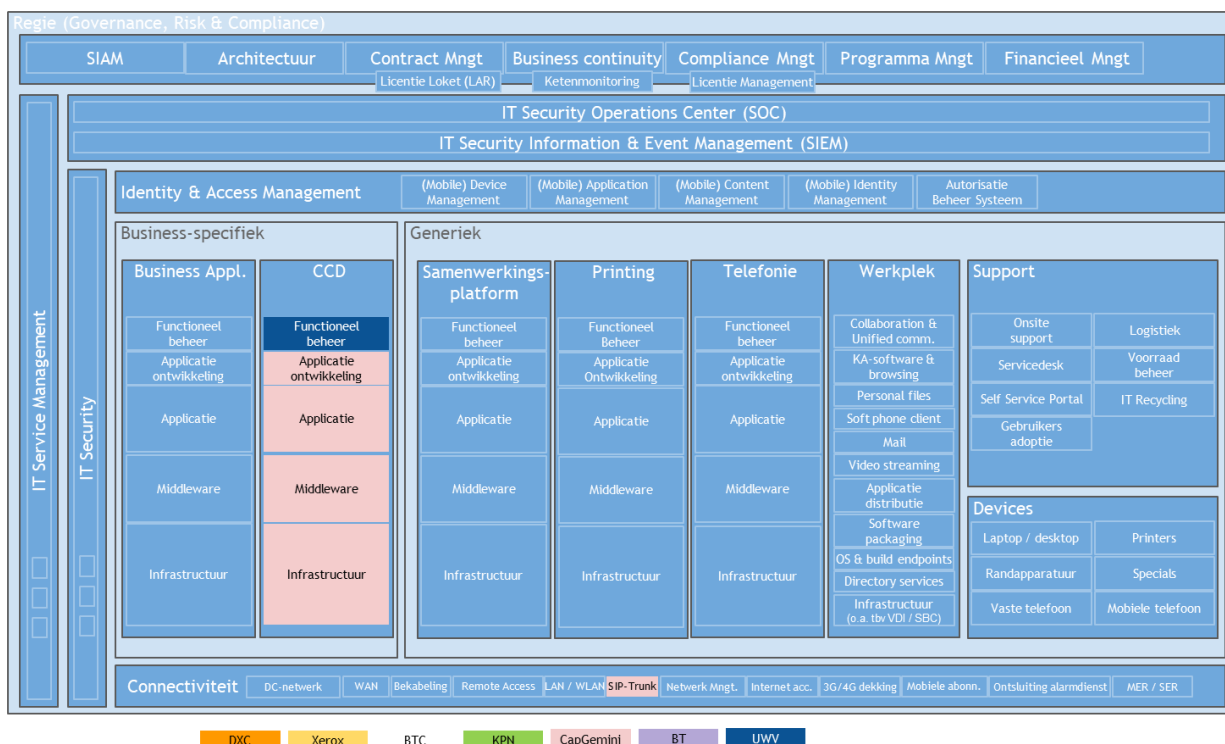 Regie (Governance, Risk & Compliance)
SIAM
Architectuur
Contract Mngt
Business continuity
Compliance Mngt
Programma Mngt
Financieel Mngt
Licentie Loket (LAR)
Ketenmonitoring
Licentie Management
IT Service Management
IT Security Operations Center (SOC)
IT Security Information & Event Management (SIEM)
IT Security
Identity & Access Management
(Mobile) Device
Management
(Mobile) Application
Management
(Mobile) Content
Management
(Mobile) Identity
Management
Autorisatie
Beheer Systeem
Business-specifiek
Business Appl.
Functioneel
beheer
Applicatie
ontwikkeling
Applicatie
Middleware
Infrastructuur
CCD
Functioneel
beheer
Applicatie
ontwikkeling
Applicatie
Middleware
Infrastructuur
Generiek
Samenwerkings-
platform
Functioneel
beheer
Applicatie
ontwikkeling
Applicatie
Middleware
Infrastructuur
Printing
Functioneel
Beheer
Applicatie
Ontwikkeling
Applicatie
Middleware
Infrastructuur
Telefonie
Functioneel
beheer
Applicatie
ontwikkeling
Applicatie
Middleware
Infrastructuur
Werkplek
Collaboration &
Unified comm.
KA-software &
browsing
Personal files
Soft phone client
Mail
Video streaming
Applicatie
distributie
Software
packaging
OS & build endpoints
Directory services
Infrastructuur
(o.a. tbv VDI / SBC)
Support
Onsite
support
Logistiek
Servicedesk
Voorraad
beheer
Self Service Portal
IT Recycling
Gebruikers
adoptie
Devices
Laptop / desktop
Printers
Randapparatuur
Specials
Vaste telefoon
Mobiele telefoon
Connectiviteit
DC-netwerk
WAN
Bekabeling
Remote Access
LAN / WLAN
SIP-Trunk
Netwerk Mngt.
Internet acc.
3G/4G dekking
Mobiele abonn.
Ontsluiting alarmdienst
MER / SER
DXC
Xerox
BTC
KPN
CapGemini
BT
UWV